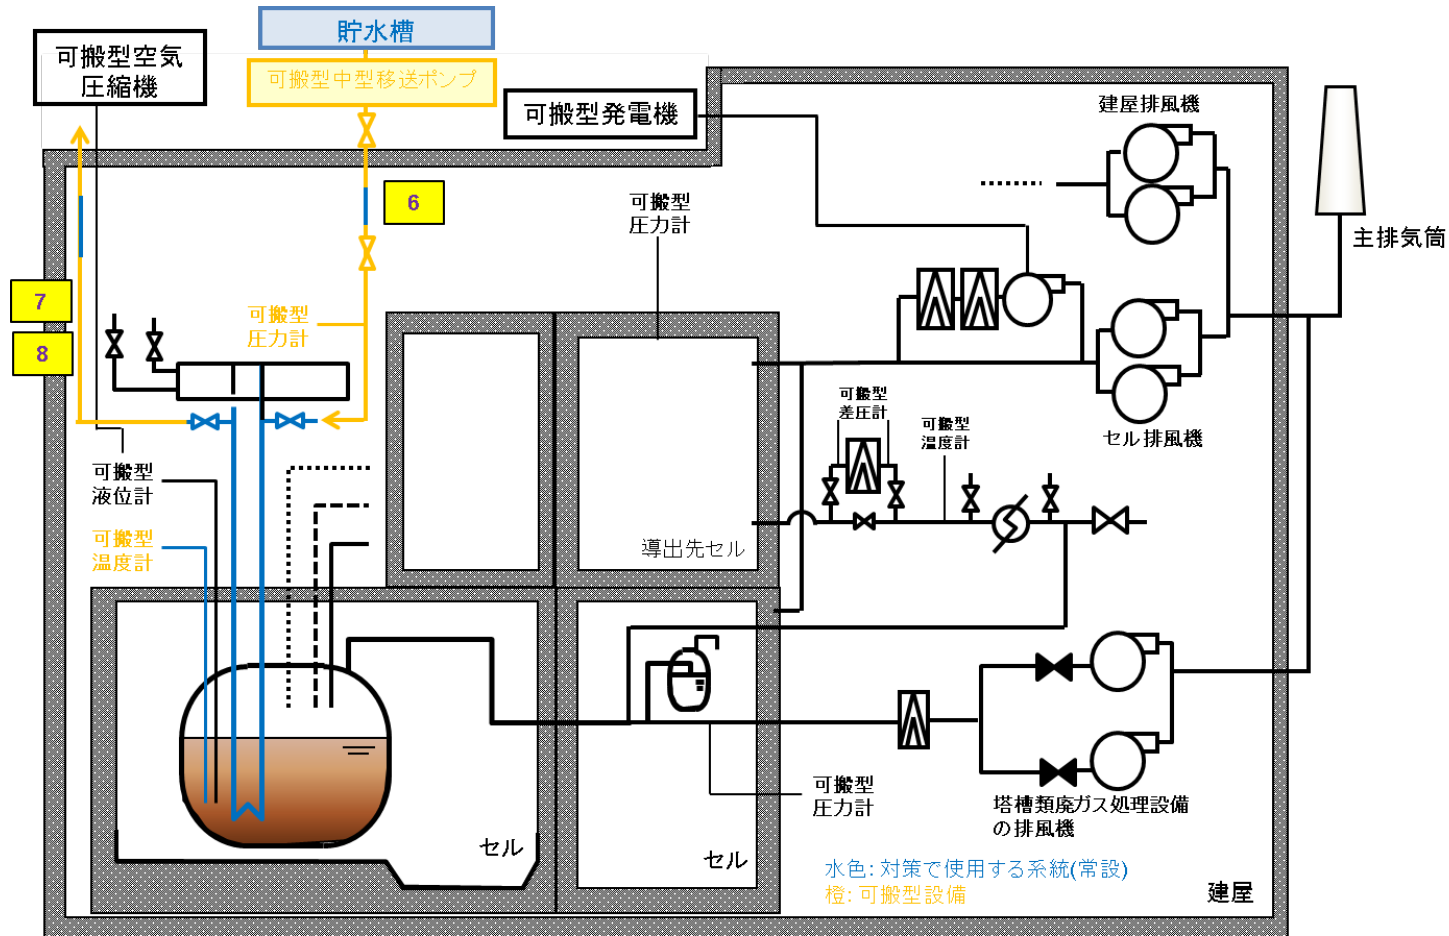 貯水槽
可搬型空気
圧縮機
可搬型中型移送ポンプ
可搬型発電機
建屋排風機
6
可搬型
圧力計
主排気筒
7
可搬型
圧力計
8
可搬型
差圧計
可搬型
温度計
セル排風機
可搬型
液位計
可搬型
温度計
導出先セル
可搬型
圧力計
塔槽類廃ガス処理設備
の排風機
セル
セル
水色：対策で使用する系統(常設)
橙：可搬型設備
建屋